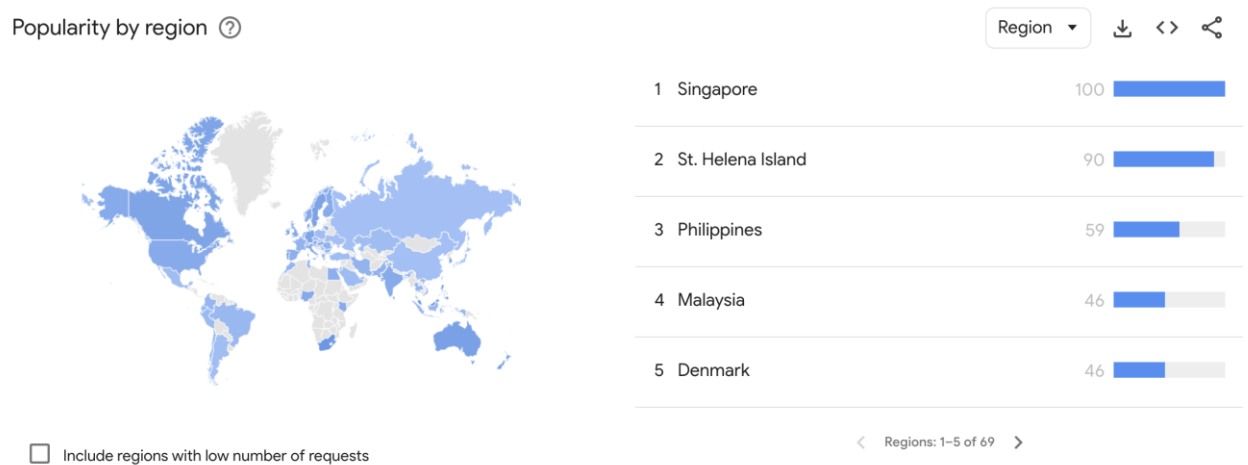 Popularity by region
Region
1 Singapore 100
2 St. Helena Island 90
3 Philippines 59
4 Malaysia 46
5 Denmark 46
Regions: 1–5 of 69
Include regions with low number of requests